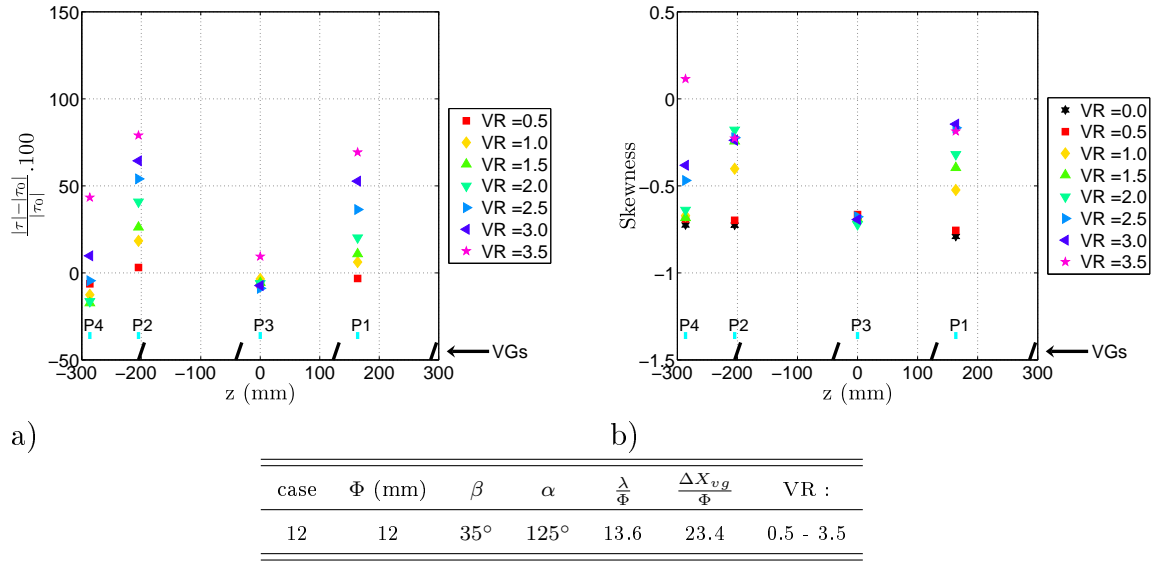 150
100
50
0
−50
|τ|−|τ0|
|τ0| .100
−300 −200 −100 0 100 200 300
z (mm)
P4 P2 P3 P1
VGs
VR =0.5
VR =1.0
VR =1.5
VR =2.0
VR =2.5
VR =3.0
VR =3.5
a)
0.5
0
−0.5
−1
−1.5
Skewness
−300 −200 −100 0 100 200 300
z (mm)
P4 P2 P3 P1
VGs
VR =0.0
VR =0.5
VR =1.0
VR =1.5
VR =2.0
VR =2.5
VR =3.0
VR =3.5
b)
case Φ (mm) β α λ/Φ ΔXvg/Φ VR :
12 12 35° 125° 13.6 23.4 0.5 - 3.5